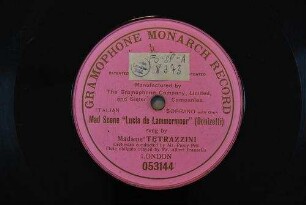 GRAMOPHONE MONARCH RECORD
Manufactured by
The Gramophone Company, Limited,
and Sister Companies.
ITALIAN
SOPRANO
Mad Scene "Lucia de Lammermoor" (Donizetti)
sung by
Madame TETRAZZINI
LONDON
053144